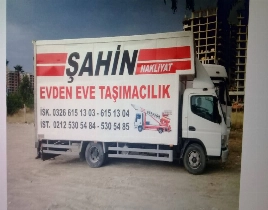 ŞAHİN
NAKLİYAT
EVDEN EVE TAŞIMACILIK
İSK. 0326 615 13 03 - 615 13 04
İST. 0212 530 54 84 - 530 54 85